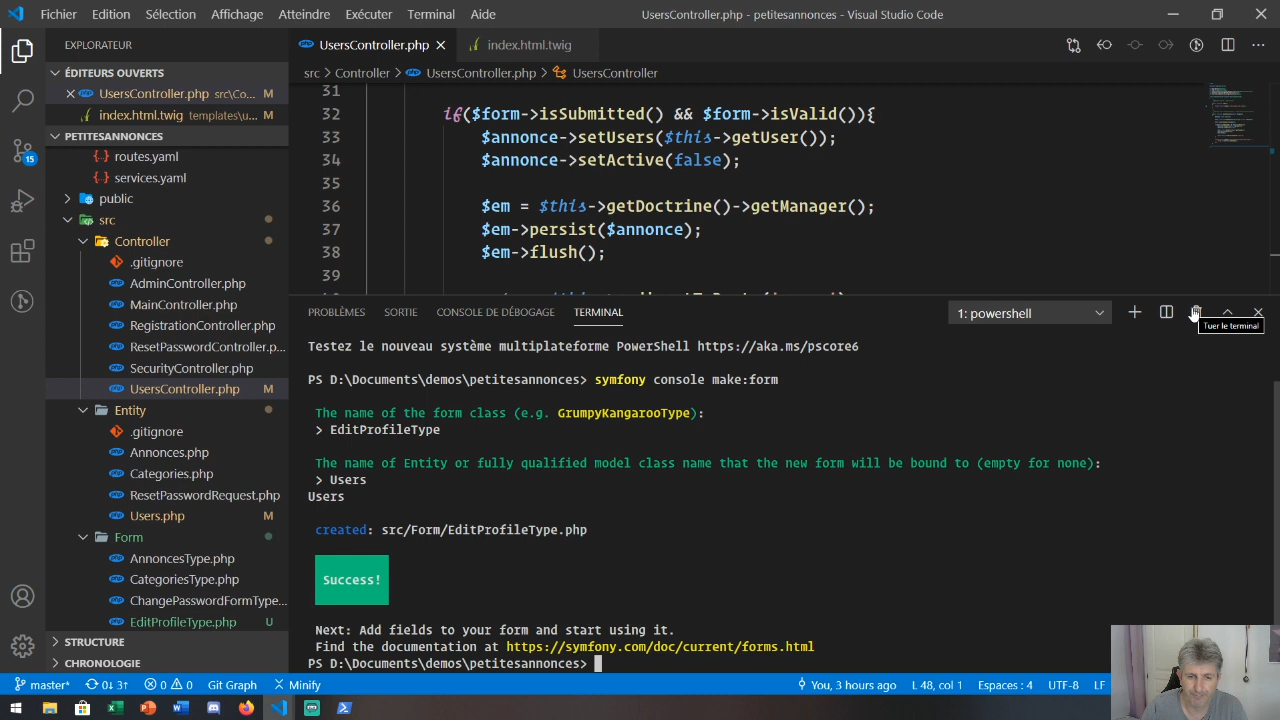 Fichier Edition Sélection Affichage Atteindre Exécuter Terminal Aide
UsersController.php - petitesannonces - Visual Studio Code
EXPLORATEUR
UsersController.php
index.html.twig
ÉDITEURS OUVERTS
src > Controller > UsersController.php > UsersController
UsersController.php src\Co... M
index.html.twig templates\u... M
PETITESANNONCES
routes.yaml
services.yaml
public
src
Controller
.gitignore
AdminController.php
MainController.php
RegistrationController.php
ResetPasswordController.p...
SecurityController.php
UsersController.php M
Entity
.gitignore
Annonces.php
Categories.php
ResetPasswordRequest.php
Users.php M
Form
AnnoncesType.php
CategoriesType.php
ChangePasswordFormType...
EditProfileType.php U
STRUCTURE
CHRONOLOGIE
15
31
32 if($form->isSubmitted() && $form->isValid()){
33 $annonce->setUsers($this->getUser());
34 $annonce->setActive(false);
35
36 $em = $this->getDoctrine()->getManager();
37 $em->persist($annonce);
38 $em->flush();
39
PROBLÈMES SORTIE CONSOLE DE DÉBOGAGE TERMINAL
1: powershell
Tuer le terminal
Testez le nouveau système multiplateforme PowerShell https://aka.ms/pscore6
PS D:\Documents\demos\petitesannonces> symfony console make:form
The name of the form class (e.g. GrumpyKangarooType):
> EditProfileType
The name of Entity or fully qualified model class name that the new form will be bound to (empty for none):
> Users
Users
created: src/Form/EditProfileType.php
Success!
Next: Add fields to your form and start using it.
Find the documentation at https://symfony.com/doc/current/forms.html
PS D:\Documents\demos\petitesannonces>
master* 0↓ 3↑ 0 0 Git Graph Minify
You, 3 hours ago L 48, col 1 Espaces : 4 UTF-8 LF